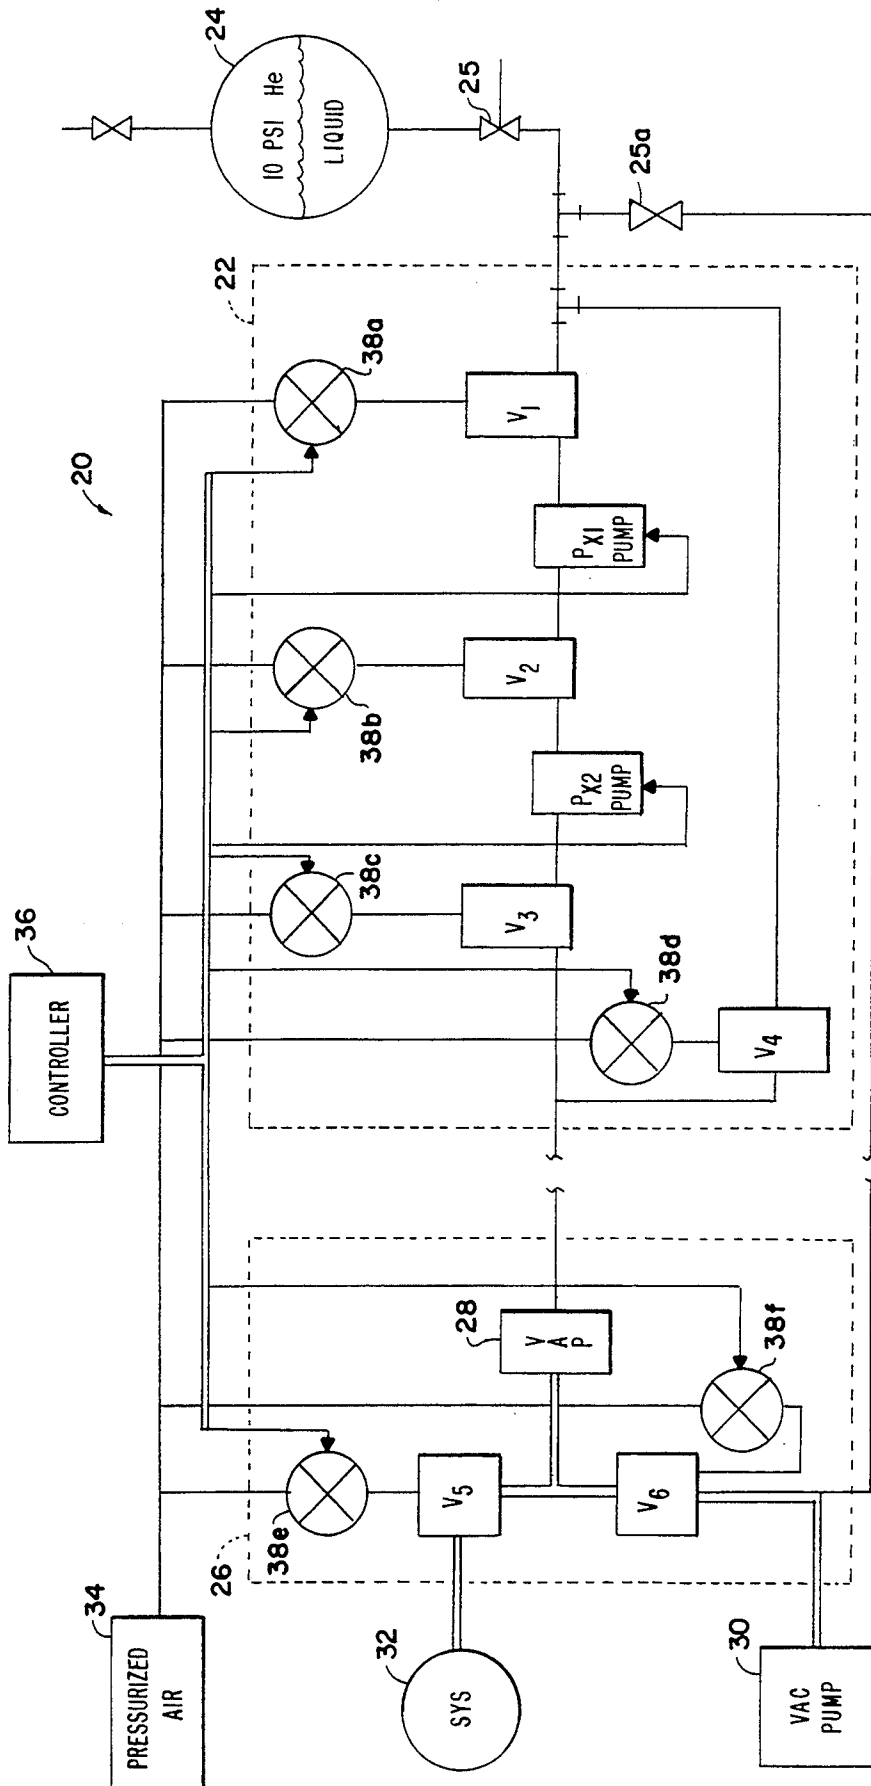 PRESSURIZED
AIR
34
CONTROLLER
36
20
24
10 PSI He
LIQUID
25
25a
22
38a
38b
38c
38d
38e
38f
V1
PX1
PUMP
V2
PX2
PUMP
V3
V4
26
28
VAP
V5
V6
32
SYS
30
VAC
PUMP